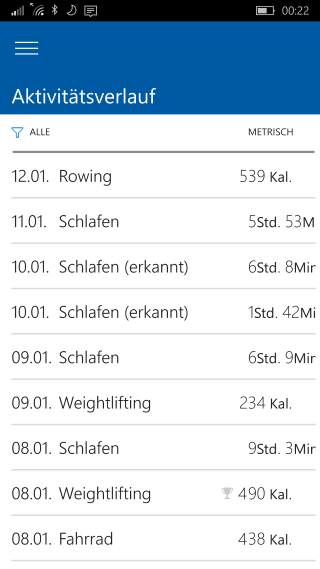 00:22
Aktivitätsverlauf
ALLE METRISCH
12.01. Rowing 539 Kal.
11.01. Schlafen 5Std. 53M
10.01. Schlafen (erkannt) 6Std. 8Min
10.01. Schlafen (erkannt) 1Std. 42Mi
09.01. Schlafen 6Std. 9Min
09.01. Weightlifting 234 Kal.
08.01. Schlafen 9Std. 3Min
08.01. Weightlifting 490 Kal.
08.01. Fahrrad 438 Kal.